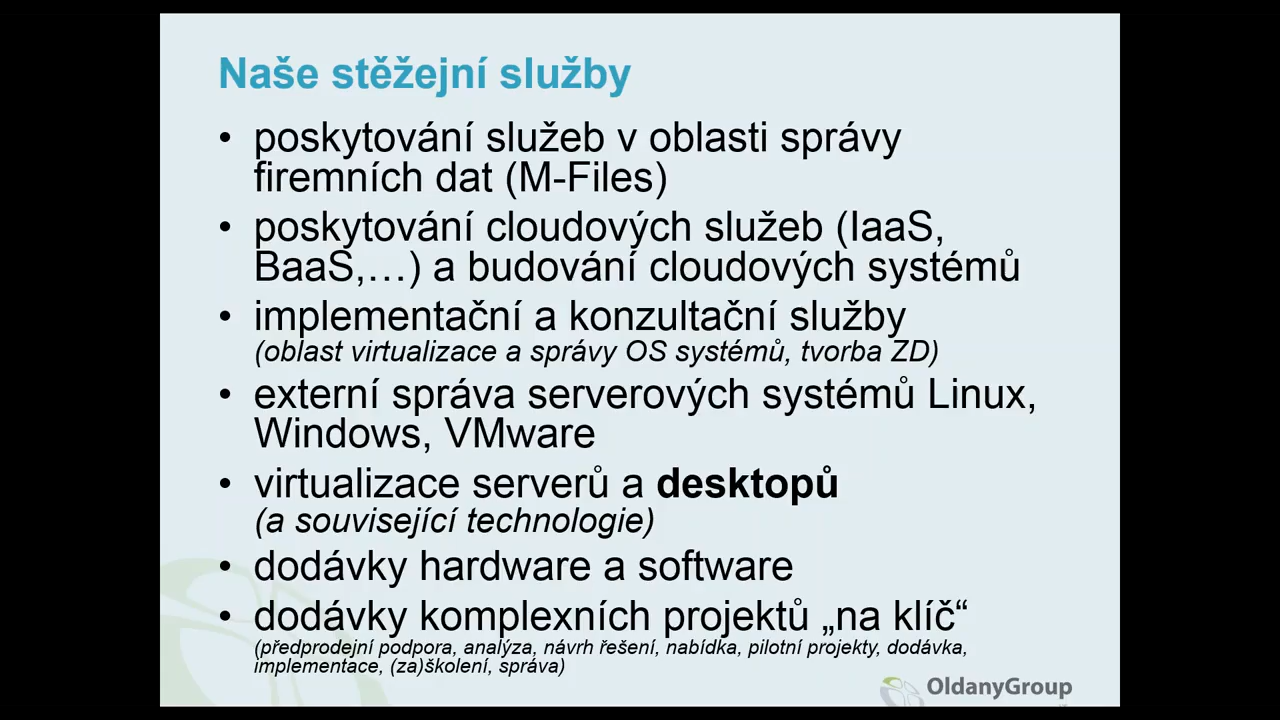 Naše stěžejní služby
• poskytování služeb v oblasti správy
firemních dat (M-Files)
• poskytování cloudových služeb (IaaS,
BaaS,…) a budování cloudových systémů
• implementační a konzultační služby
(oblast virtualizace a správy OS systémů, tvorba ZD)
• externí správa serverových systémů Linux,
Windows, VMware
• virtualizace serverů a desktopů
(a související technologie)
• dodávky hardware a software
• dodávky komplexních projektů „na klíč“
(předprodejní podpora, analýza, návrh řešení, nabídka, pilotní projekty, dodávka,
implementace, (za)školení, správa)
OldanyGroup